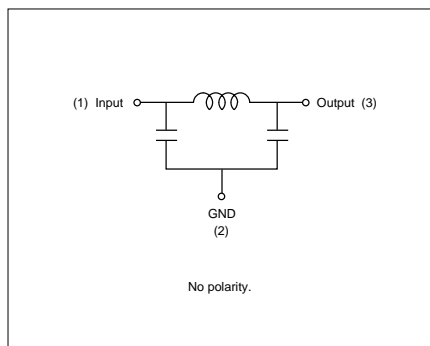 (1) Input Output (3)
GND
(2)
No polarity.